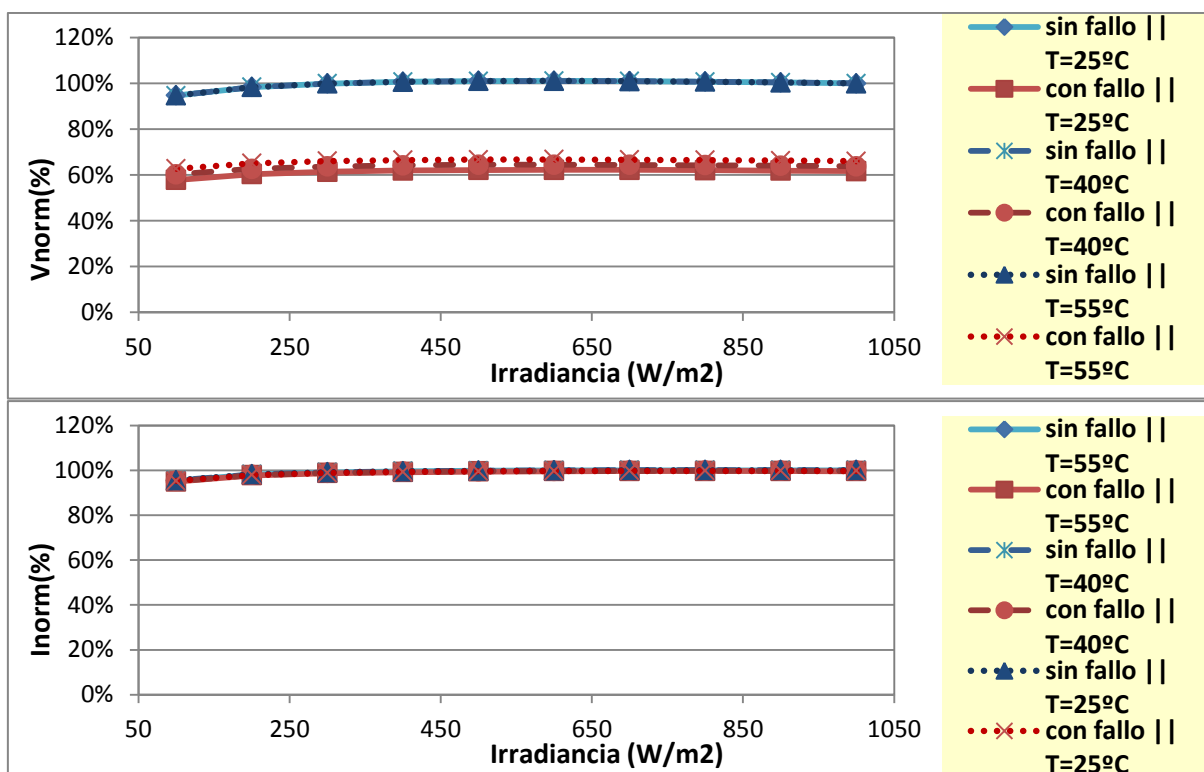 120%
100%
80%
60%
40%
20%
0%
Vnorm(%)
50
250
450
650
850
1050
Irradiancia (W/m2)
sin fallo ||
T=25ºC
con fallo ||
T=25ºC
sin fallo ||
T=40ºC
con fallo ||
T=40ºC
sin fallo ||
T=55ºC
con fallo ||
T=55ºC
120%
100%
80%
60%
40%
20%
0%
Inorm(%)
50
250
450
650
850
1050
Irradiancia (W/m2)
sin fallo ||
T=55ºC
con fallo ||
T=55ºC
sin fallo ||
T=40ºC
con fallo ||
T=40ºC
sin fallo ||
T=25ºC
con fallo ||
T=25ºC